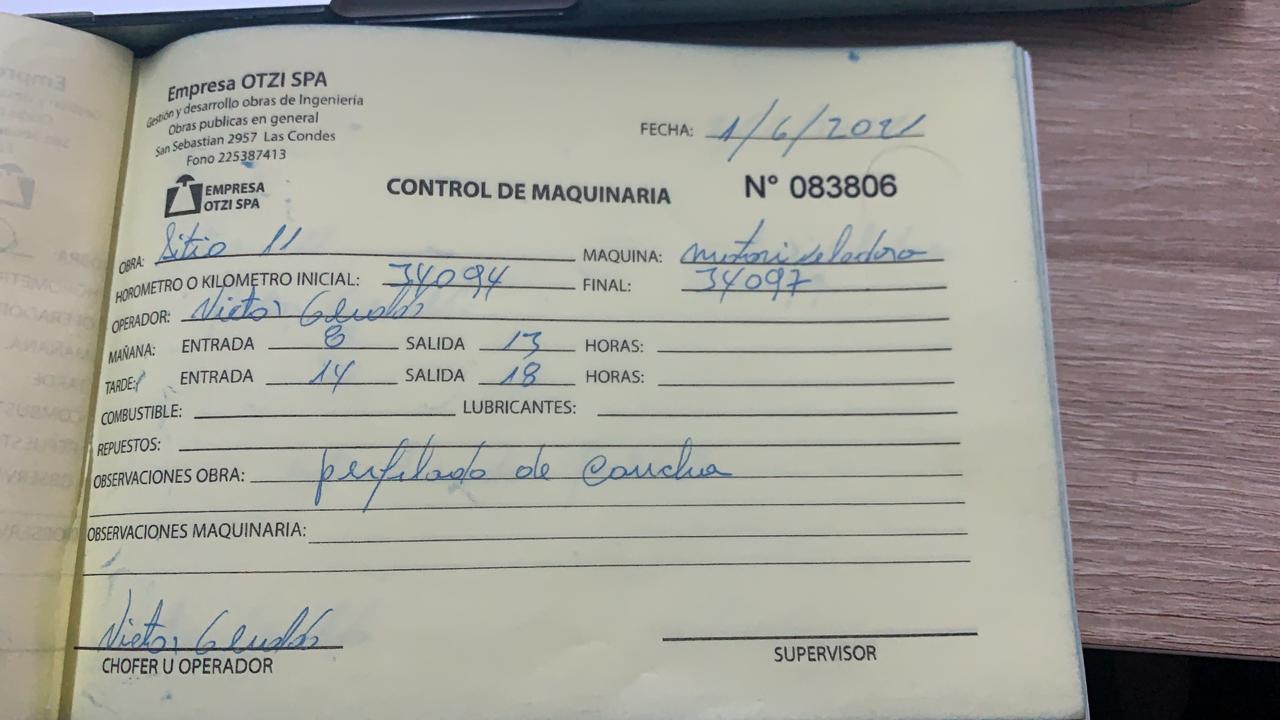 Empresa OTZI SPA
Gestión y desarrollo obras de Ingeniería
Obras publicas en general
San Sebastian 2957 Las Condes
Fono 225387413
FECHA: 1/6/2021
EMPRESA
OTZI SPA
CONTROL DE MAQUINARIA
N° 083806
OBRA: Sitio 11 MAQUINA: motoniveladora
HOROMETRO O KILOMETRO INICIAL: 34094 FINAL: 34097
OPERADOR: Victor
MAÑANA: ENTRADA 8 SALIDA 13 HORAS:
TARDE: ENTRADA 14 SALIDA 18 HORAS:
COMBUSTIBLE: LUBRICANTES:
REPUESTOS:
OBSERVACIONES OBRA: perfilado de cancha
OBSERVACIONES MAQUINARIA:
Victor
CHOFER U OPERADOR
SUPERVISOR